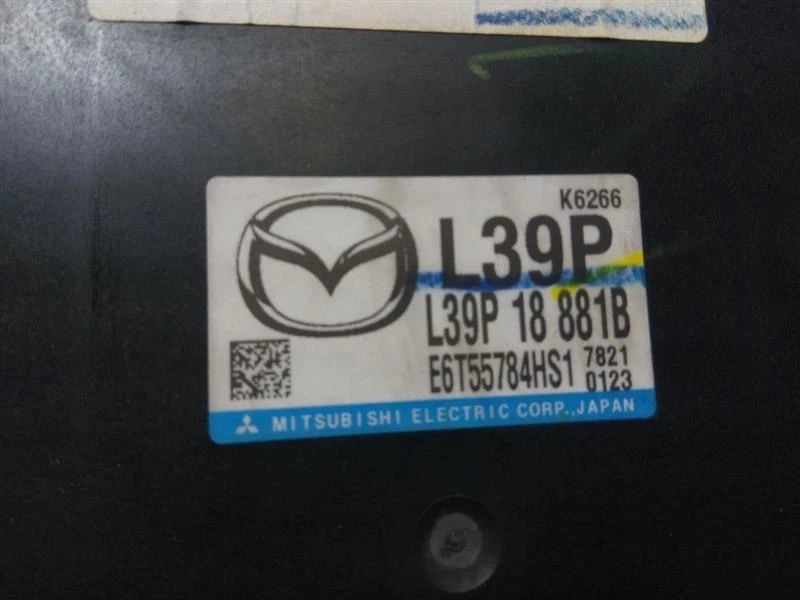 K6266
L39P
L39P 18 881B
E6T55784HS1 7821
0123
MITSUBISHI ELECTRIC CORP., JAPAN